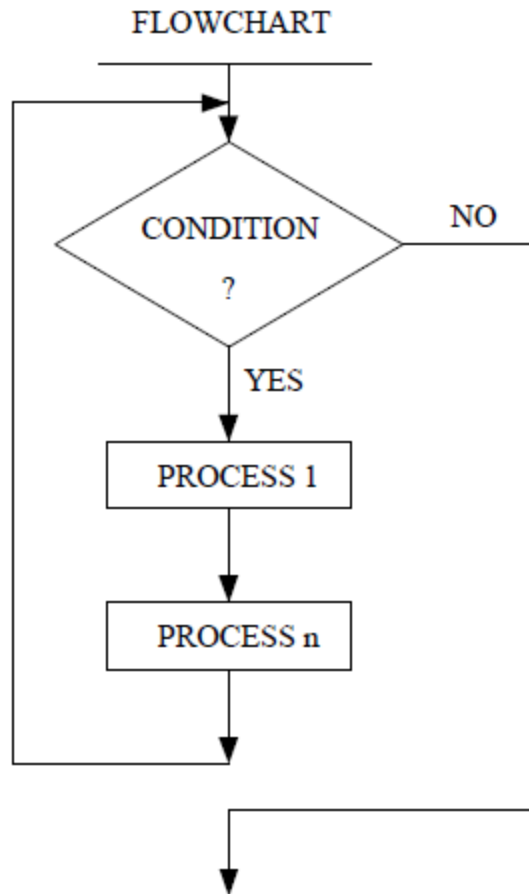 FLOWCHART
CONDITION
?
NO
YES
PROCESS 1
PROCESS n